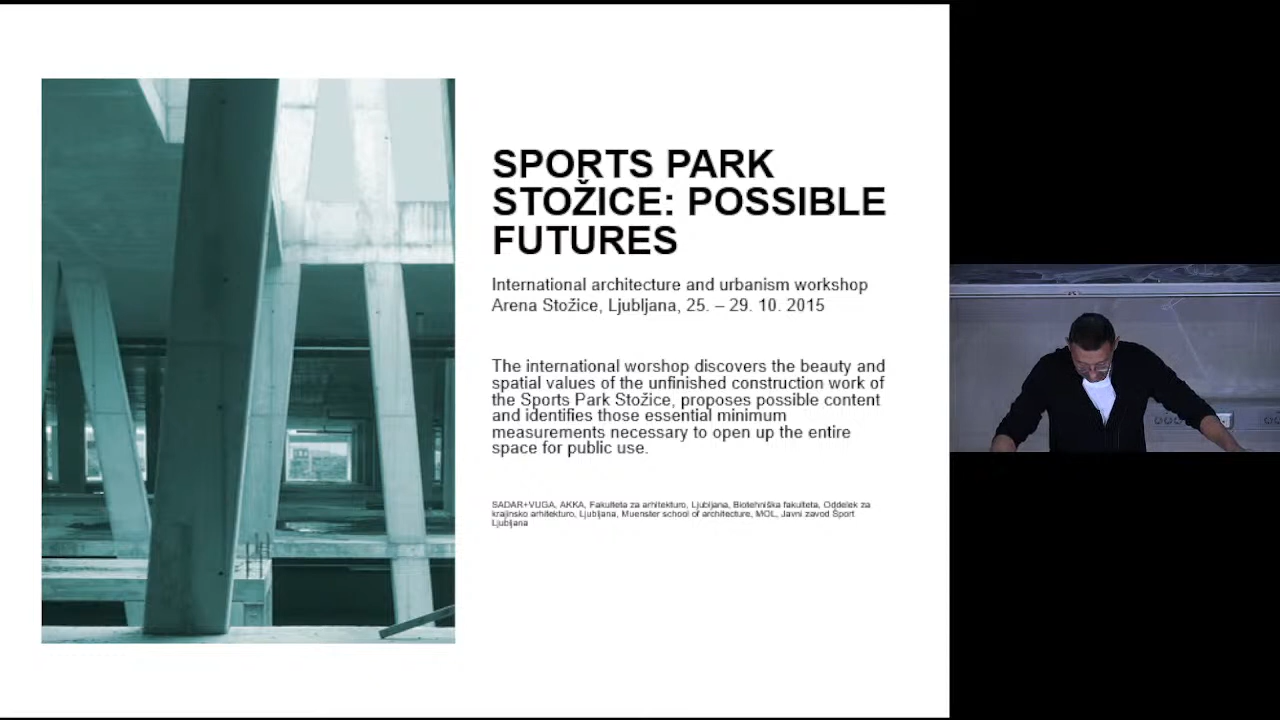 SPORTS PARK
STOŽICE: POSSIBLE
FUTURES
International architecture and urbanism workshop
Arena Stožice, Ljubljana, 25. – 29. 10. 2015
The international worshop discovers the beauty and
spatial values of the unfinished construction work of
the Sports Park Stožice, proposes possible content
and identifies those essential minimum
measurements necessary to open up the entire
space for public use.
SADAR+VUGA, AKKA, Fakulteta za arhitekturo, Ljubljana, Biotehniška fakulteta, Oddelek za
krajinsko arhitekturo, Ljubljana, Muenster school of architecture, MOL, Javni zavod Šport
Ljubljana